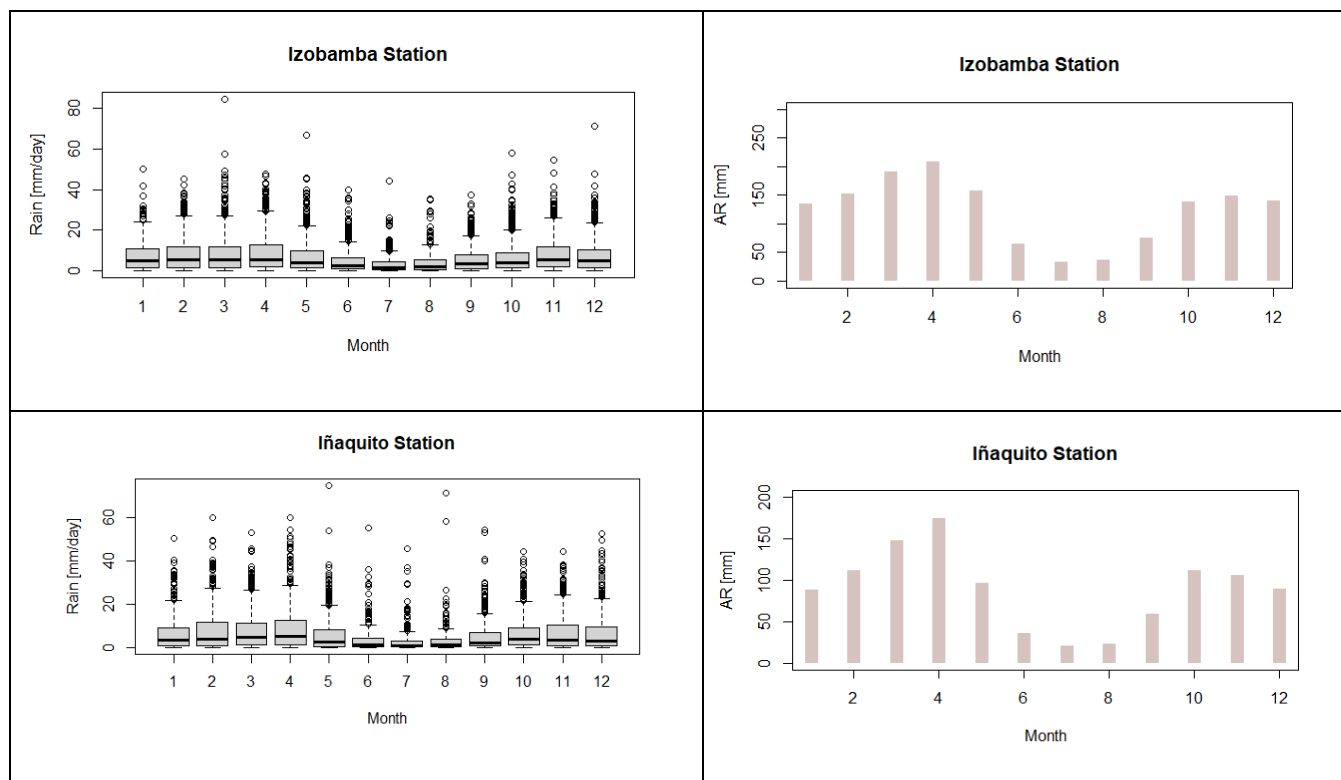 Izobamba Station
80
60
40
20
0
Rain [mm/day]
1 2 3 4 5 6 7 8 9 10 11 12
Month
Izobamba Station
250
150
50
0
AR [mm]
2 4 6 8 10 12
Month
Iñaquito Station
60
40
20
0
Rain [mm/day]
1 2 3 4 5 6 7 8 9 10 11 12
Month
Iñaquito Station
200
150
100
50
0
AR [mm]
2 4 6 8 10 12
Month